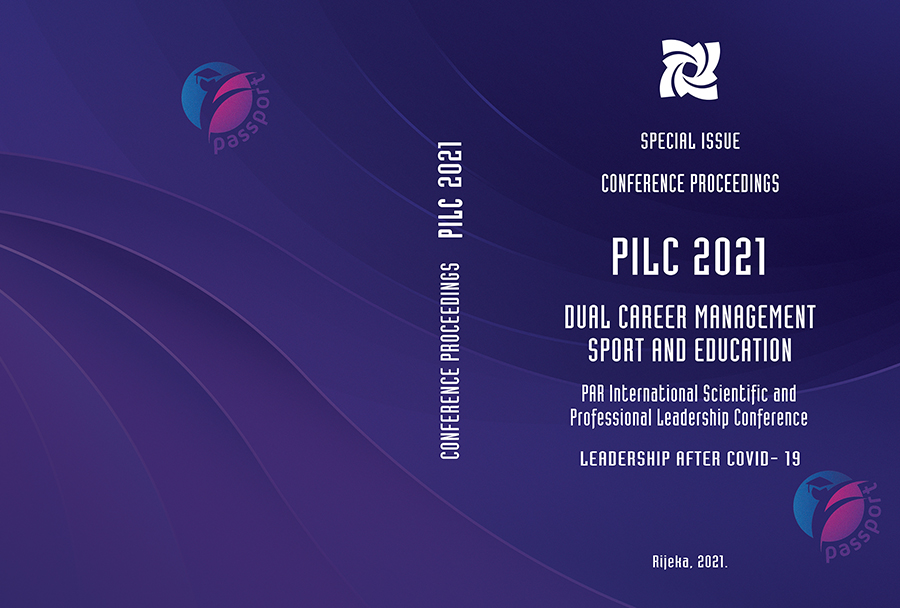 passport
CONFERENCE PROCEEDINGS PILC 2021
SPECIAL ISSUE
CONFERENCE PROCEEDINGS
PILC 2021
DUAL CAREER MANAGEMENT
SPORT AND EDUCATION
PAR International Scientific and
Professional Leadership Conference
LEADERSHIP AFTER COVID- 19
passport
Rijeka, 2021.